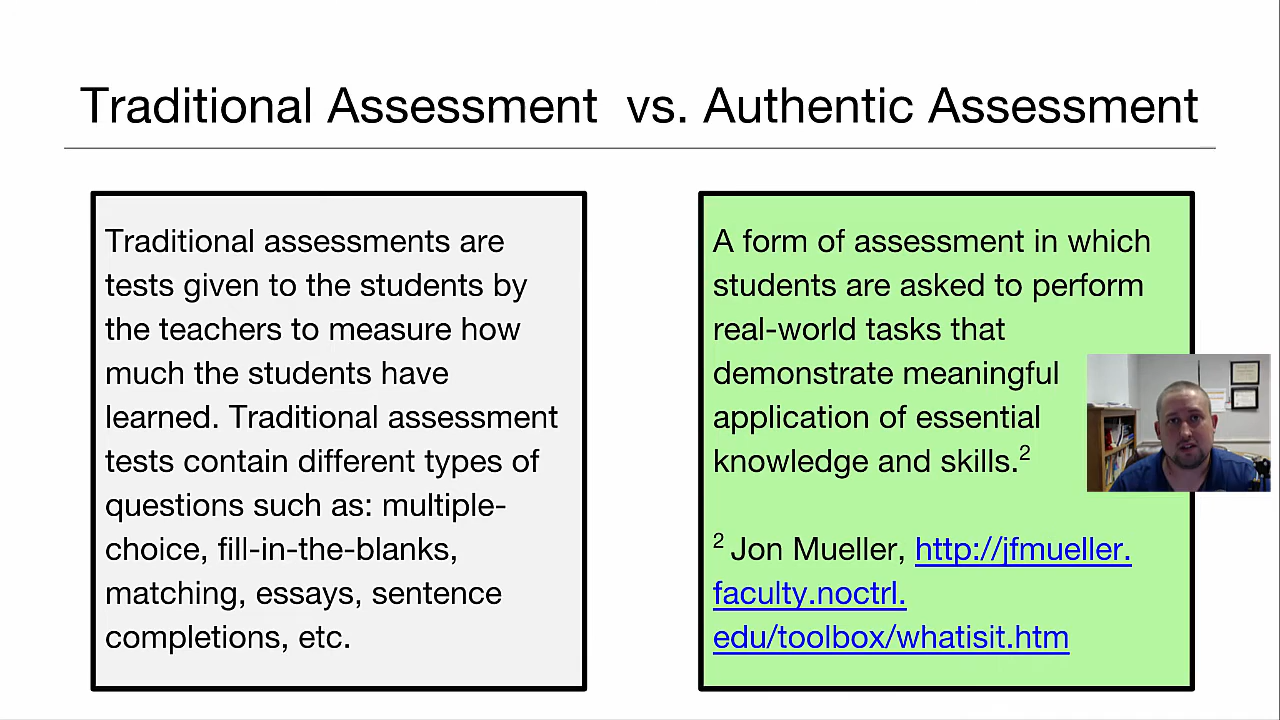 Traditional Assessment  vs. Authentic Assessment
Traditional assessments are
tests given to the students by
the teachers to measure how
much the students have
learned. Traditional assessment
tests contain different types of
questions such as: multiple-
choice, fill-in-the-blanks,
matching, essays, sentence
completions, etc.
A form of assessment in which
students are asked to perform
real-world tasks that
demonstrate meaningful
application of essential
knowledge and skills.²
² Jon Mueller, http://jfmueller.
faculty.noctrl.
edu/toolbox/whatisit.htm